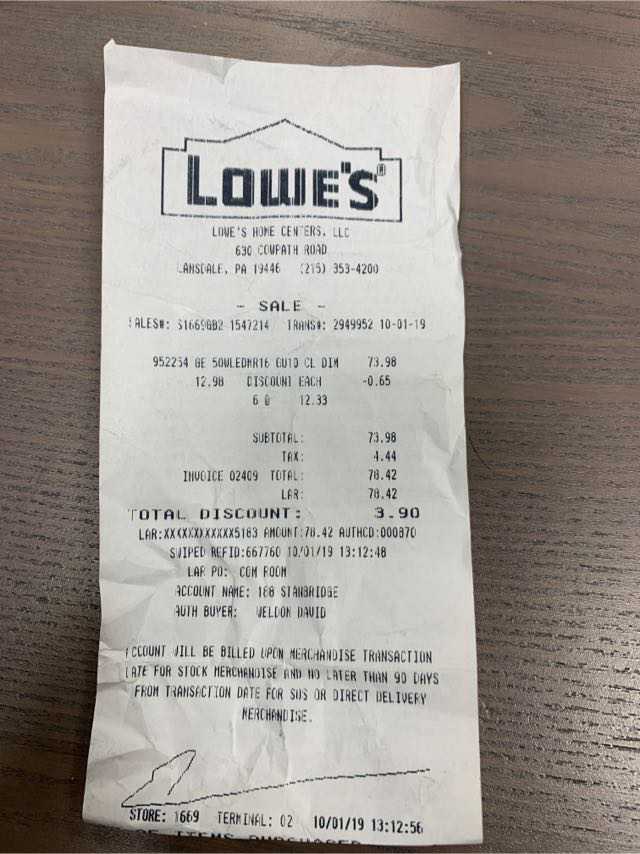 LOWE'S®
LOWE'S HOME CENTERS, LLC
630 COWPATH ROAD
LANSDALE, PA 19446 (215) 353-4200
- SALE -
SALES#: S1669GB2 1547214 TRANS#: 2949952 10-01-19
952254 GE 50WLEDMR16 GU10 CL DIM 73.98
12.98 DISCOUNT EACH -0.65
6 @ 12.33
SUBTOTAL: 73.98
TAX: 4.44
INVOICE 02409 TOTAL: 78.42
LAR: 78.42
TOTAL DISCOUNT: 3.90
LAR:XXXXXXXXXXXX5183 AMOUNT:78.42 AUTHCD:000870
SWIPED REFID:667760 10/01/19 13:12:48
LAR PO: COM ROOM
ACCOUNT NAME: 188 STANBRIDGE
AUTH BUYER: WELDON DAVID
ACCOUNT WILL BE BILLED UPON MERCHANDISE TRANSACTION
DATE FOR STOCK MERCHANDISE AND NO LATER THAN 90 DAYS
FROM TRANSACTION DATE FOR SOS OR DIRECT DELIVERY
MERCHANDISE.
STORE: 1669 TERMINAL: 02 10/01/19 13:12:56
OF ITEMS PURCHASED